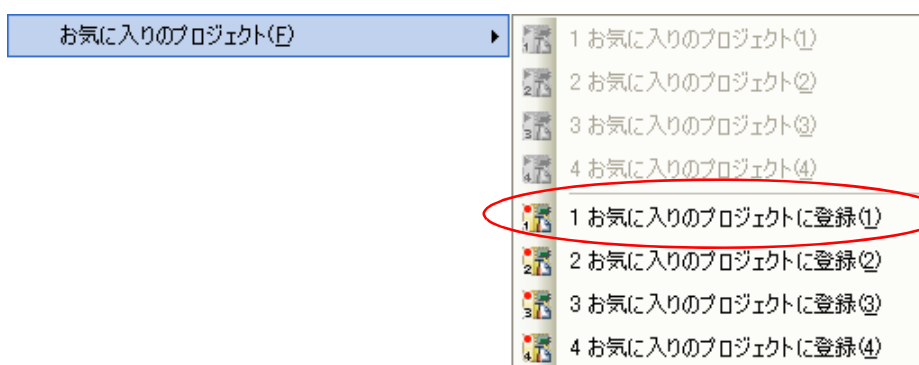 お気に入りのプロジェクト(F)
1 お気に入りのプロジェクト(1)
2 お気に入りのプロジェクト(2)
3 お気に入りのプロジェクト(3)
4 お気に入りのプロジェクト(4)
1 お気に入りのプロジェクトに登録(1)
2 お気に入りのプロジェクトに登録(2)
3 お気に入りのプロジェクトに登録(3)
4 お気に入りのプロジェクトに登録(4)